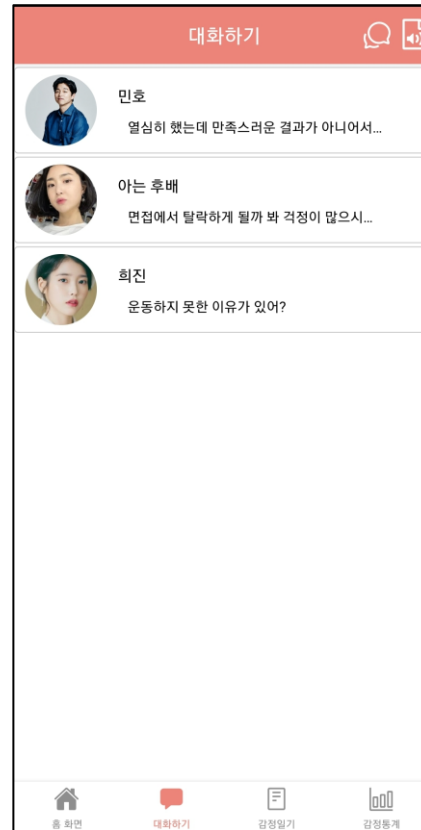 대화하기
민호
열심히 했는데 만족스러운 결과가 아니어서...
아는 후배
면접에서 탈락하게 될까 봐 걱정이 많으시...
희진
운동하지 못한 이유가 있어?
홈 화면
대화하기
감정일기
감정통계